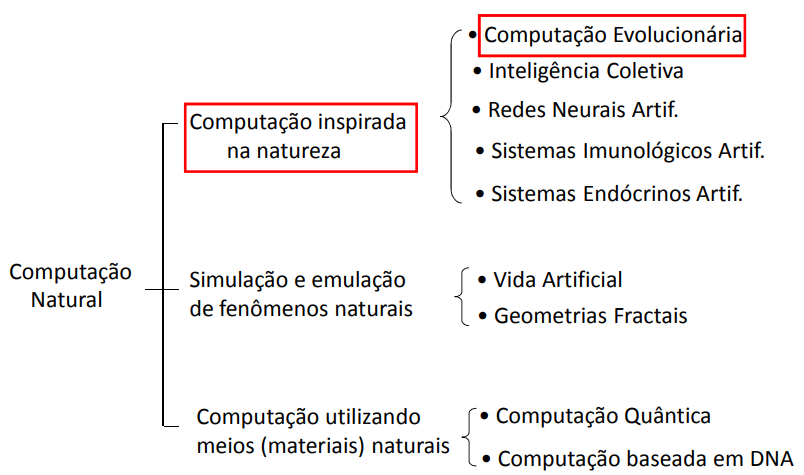 Computação
Natural
Computação inspirada
na natureza
• Computação Evolucionária
• Inteligência Coletiva
• Redes Neurais Artif.
• Sistemas Imunológicos Artif.
• Sistemas Endócrinos Artif.
Simulação e emulação
de fenômenos naturais
• Vida Artificial
• Geometrias Fractais
Computação utilizando
meios (materiais) naturais
• Computação Quântica
• Computação baseada em DNA